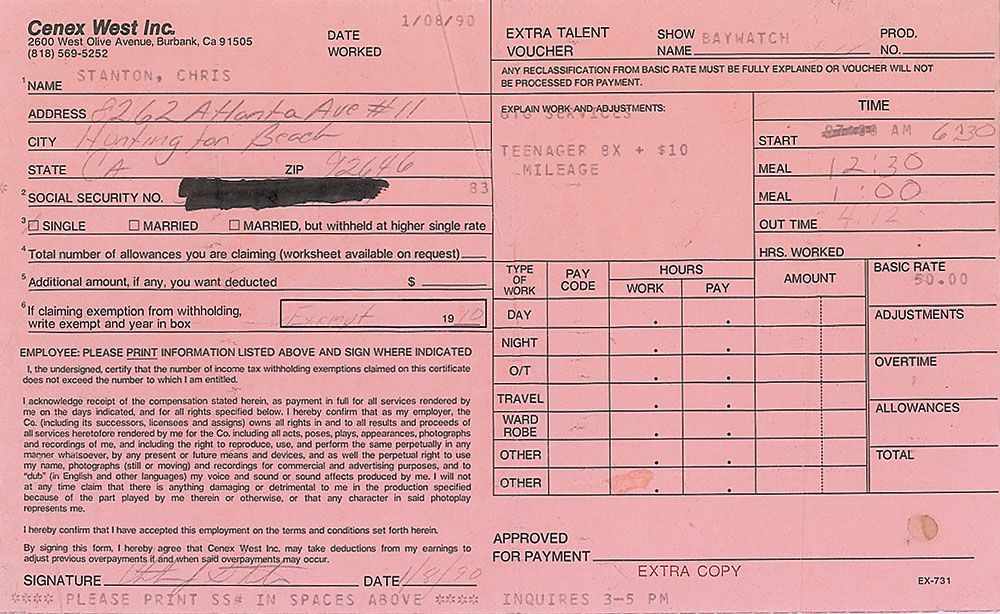 Cenex West Inc.
2600 West Olive Avenue, Burbank, Ca 91505
(818) 569-5252
DATE WORKED 1/08/90
1 NAME STANTON, CHRIS
ADDRESS 8262 Atlanta Ave #11
CITY Huntington Beach
STATE CA ZIP 92646
2 SOCIAL SECURITY NO. 83
3 SINGLE MARRIED MARRIED, but withheld at higher single rate
4 Total number of allowances you are claiming (worksheet available on request)
5 Additional amount, if any, you want deducted $
6 If claiming exemption from withholding,
write exempt and year in box Exempt 19
EMPLOYEE: PLEASE PRINT INFORMATION LISTED ABOVE AND SIGN WHERE INDICATED
I, the undersigned, certify that the number of income tax withholding exemptions claimed on this certificate
does not exceed the number to which I am entitled.
I acknowledge receipt of the compensation stated herein, as payment in full for all services rendered by
me on the days indicated, and for all rights specified below. I hereby confirm that as my employer, the
Co. (including its successors, licensees and assigns) owns all rights in and to all results and proceeds of
all services heretofore rendered by me for the Co. including all acts, poses, plays, appearances, photographs
and recordings of me, and including the right to reproduce, use, and perform the same perpetually in any
manner whatsoever, by any present or future means and devices, and as well the perpetual right to use
my name, photographs (still or moving) and recordings for commercial and advertising purposes, and to
"dub" (in English and other languages) my voice and sound or sound affects produced by me. I will not
at any time claim that there is anything damaging or detrimental to me in the production specified
because of the part played by me therein or otherwise, or that any character in said photoplay
represents me.
I hereby confirm that I have accepted this employment on the terms and conditions set forth herein.
By signing this form, I hereby agree that Cenex West Inc. may take deductions from my earnings to
adjust previous overpayments if and when said overpayments may occur.
SIGNATURE DATE 1/8/90
**** PLEASE PRINT SS# IN SPACES ABOVE ****
EXTRA TALENT VOUCHER
SHOW NAME BAYWATCH
PROD. NO.
ANY RECLASSIFICATION FROM BASIC RATE MUST BE FULLY EXPLAINED OR VOUCHER WILL NOT
BE PROCESSED FOR PAYMENT.
EXPLAIN WORK AND ADJUSTMENTS:
SERVICES
TEENAGER 8X + $10
MILEAGE
TIME
START AM 6:30
MEAL 12:30
MEAL 1:00
OUT TIME 4:12
HRS. WORKED
TYPE OF WORK PAY CODE HOURS WORK PAY AMOUNT
DAY
NIGHT
O/T
TRAVEL
WARD ROBE
OTHER
OTHER
BASIC RATE
50.00
ADJUSTMENTS
OVERTIME
ALLOWANCES
TOTAL
APPROVED
FOR PAYMENT
EXTRA COPY
EX-731
INQUIRES 3-5 PM